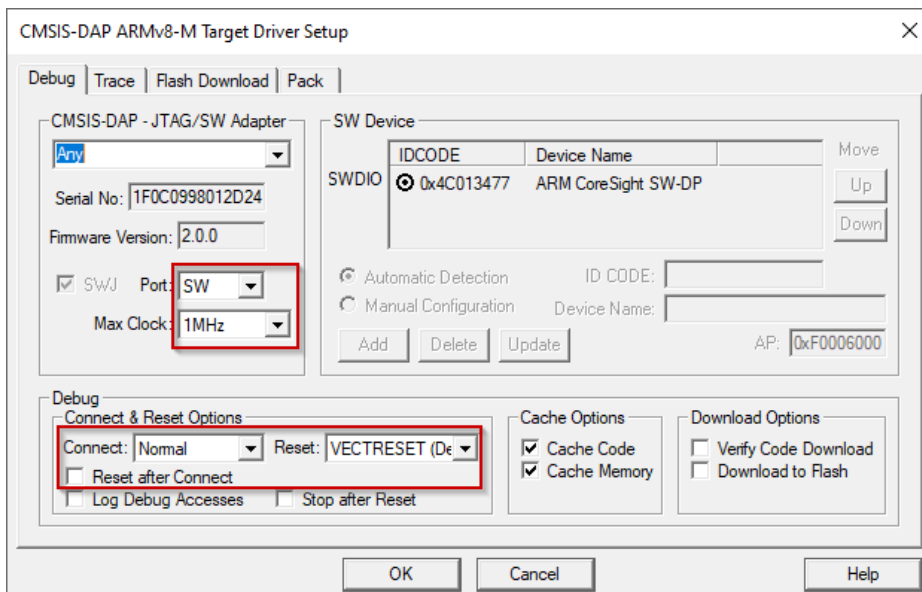 CMSIS-DAP ARMv8-M Target Driver Setup
Debug Trace Flash Download Pack
CMSIS-DAP - JTAG/SW Adapter
Any
Serial No: 1F0C0998012D24
Firmware Version: 2.0.0
SWJ Port: SW
Max Clock: 1MHz
SW Device
IDCODE Device Name
SWDIO 0x4C013477 ARM CoreSight SW-DP
Move
Up
Down
Automatic Detection ID CODE:
Manual Configuration Device Name:
Add Delete Update AP: 0xF0006000
Debug
Connect & Reset Options
Connect: Normal Reset: VECTRESET (De
Reset after Connect
Log Debug Accesses Stop after Reset
Cache Options
Cache Code
Cache Memory
Download Options
Verify Code Download
Download to Flash
OK Cancel Help